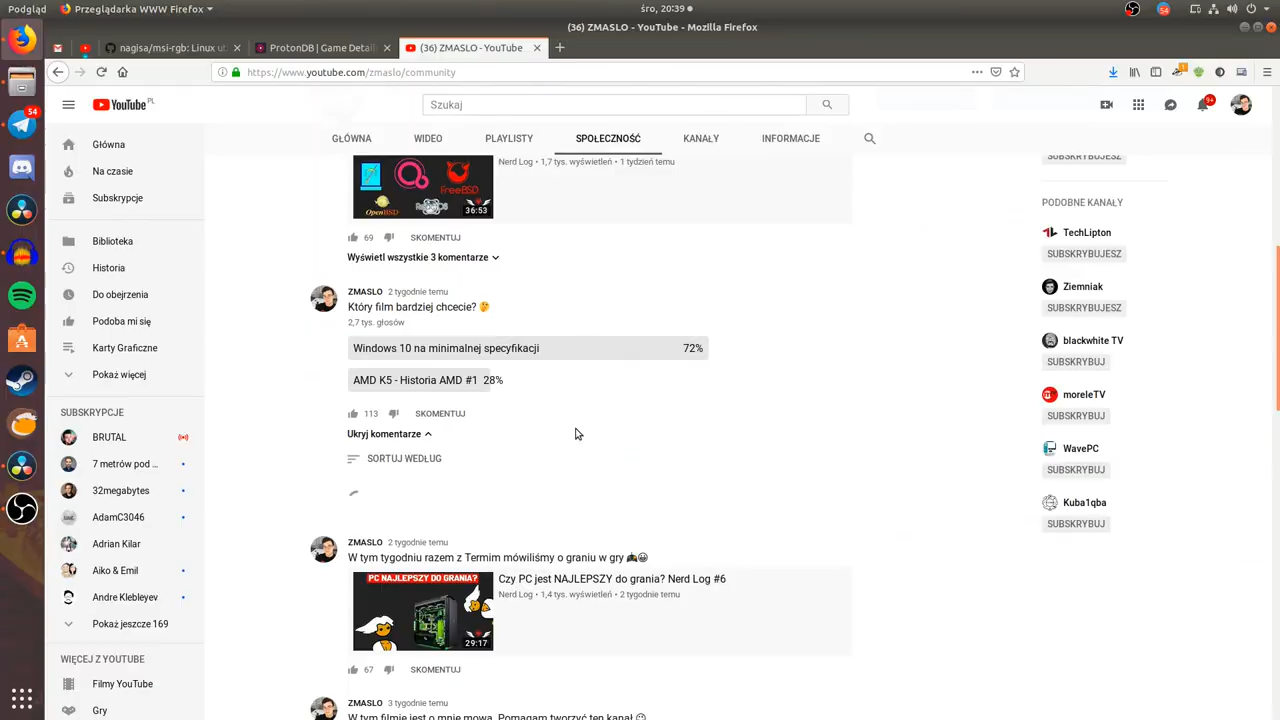 Podgląd
Przeglądarka WWW Firefox
śro, 20:39
54
(36) ZMASLO - YouTube - Mozilla Firefox
nagisa/msi-rgb: Linux ut
ProtonDB | Game Detail
(36) ZMASLO - YouTube
https://www.youtube.com/zmaslo/community
YouTube PL
Szukaj
9+
54
GŁÓWNA
WIDEO
PLAYLISTY
SPOŁECZNOŚĆ
KANAŁY
INFORMACJE
Główna
Na czasie
Subskrypcje
Biblioteka
Historia
Do obejrzenia
Podoba mi się
Karty Graficzne
Pokaż więcej
SUBSKRYPCJE
BRUTAL
7 metrów pod ...
32megabytes
AdamC3046
Adrian Kilar
Aiko & Emil
Andre Klebleyev
Pokaż jeszcze 169
WIĘCEJ Z YOUTUBE
Filmy YouTube
Gry
Nerd Log • 1,7 tys. wyświetleń • 1 tydzień temu
FreeBSD
OpenBSD
36:53
69
SKOMENTUJ
Wyświetl wszystkie 3 komentarze
ZMASLO 2 tygodnie temu
Który film bardziej chcecie? 🤔
2,7 tys. głosów
Windows 10 na minimalnej specyfikacji 72%
AMD K5 - Historia AMD #1 28%
113
SKOMENTUJ
Ukryj komentarze
SORTUJ WEDŁUG
ZMASLO 2 tygodnie temu
W tym tygodniu razem z Termim mówiliśmy o graniu w gry
PC NAJLEPSZY DO GRANIA?
29:17
Czy PC jest NAJLEPSZY do grania? Nerd Log #6
Nerd Log • 1,4 tys. wyświetleń • 2 tygodnie temu
67
SKOMENTUJ
ZMASLO 3 tygodnie temu
W tym filmie jest o mnie mowa. Pomagam tworzyć ten kanał
SUBSKRYBUJESZ
PODOBNE KANAŁY
TechLipton
SUBSKRYBUJESZ
Ziemniak
SUBSKRYBUJESZ
blackwhite TV
SUBSKRYBUJ
moreleTV
SUBSKRYBUJ
WavePC
SUBSKRYBUJ
Kuba1qba
SUBSKRYBUJ